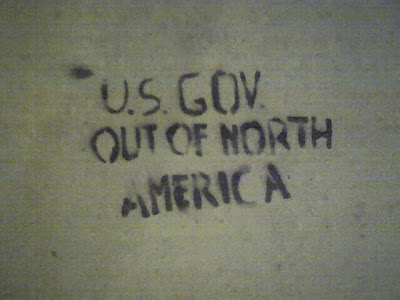 U.S. GOV.
OUT OF NORTH
AMERICA